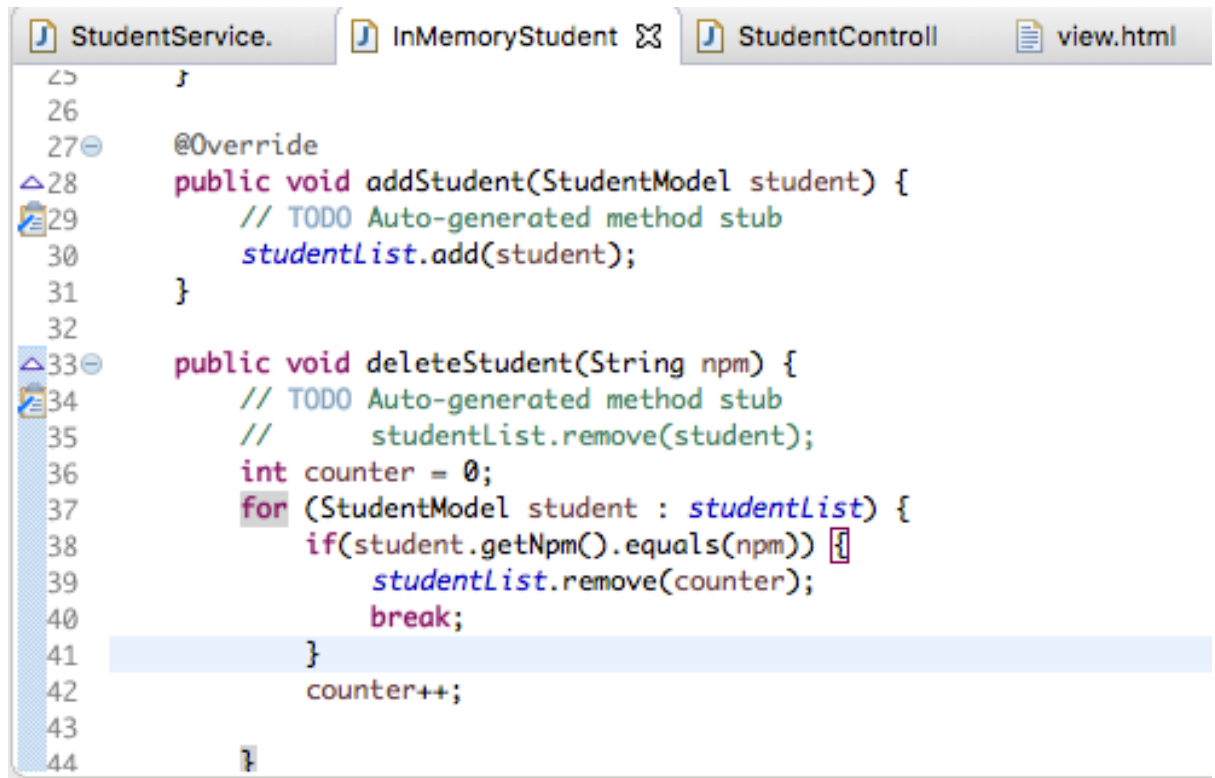 StudentService. InMemoryStudent StudentControll view.html
25 }
26
27 @Override
28 public void addStudent(StudentModel student) {
29 // TODO Auto-generated method stub
30 studentList.add(student);
31 }
32
33 public void deleteStudent(String npm) {
34 // TODO Auto-generated method stub
35 // studentList.remove(student);
36 int counter = 0;
37 for (StudentModel student : studentList) {
38 if(student.getNpm().equals(npm)) {
39 studentList.remove(counter);
40 break;
41 }
42 counter++;
43
44 }